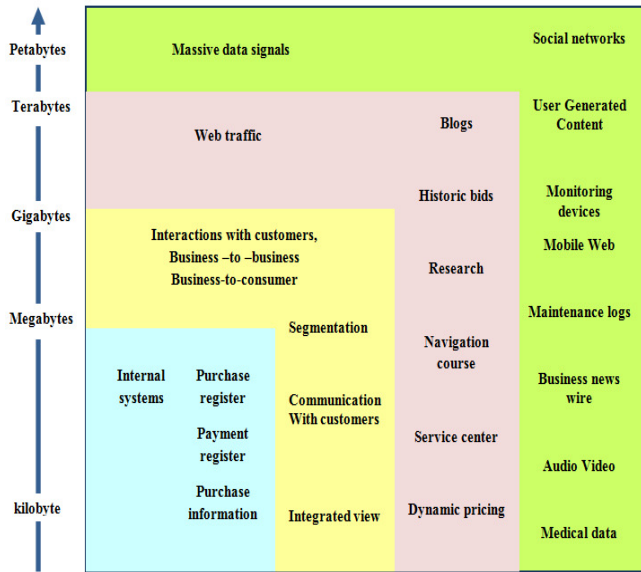 Petabytes
Terabytes
Gigabytes
Megabytes
kilobyte
Massive data signals
Social networks
User Generated
Content
Monitoring
devices
Mobile Web
Maintenance logs
Business news
wire
Audio Video
Medical data
Web traffic
Blogs
Historic bids
Research
Navigation
course
Service center
Dynamic pricing
Interactions with customers,
Business –to –business
Business-to-consumer
Segmentation
Communication
With customers
Integrated view
Internal
systems
Purchase
register
Payment
register
Purchase
information